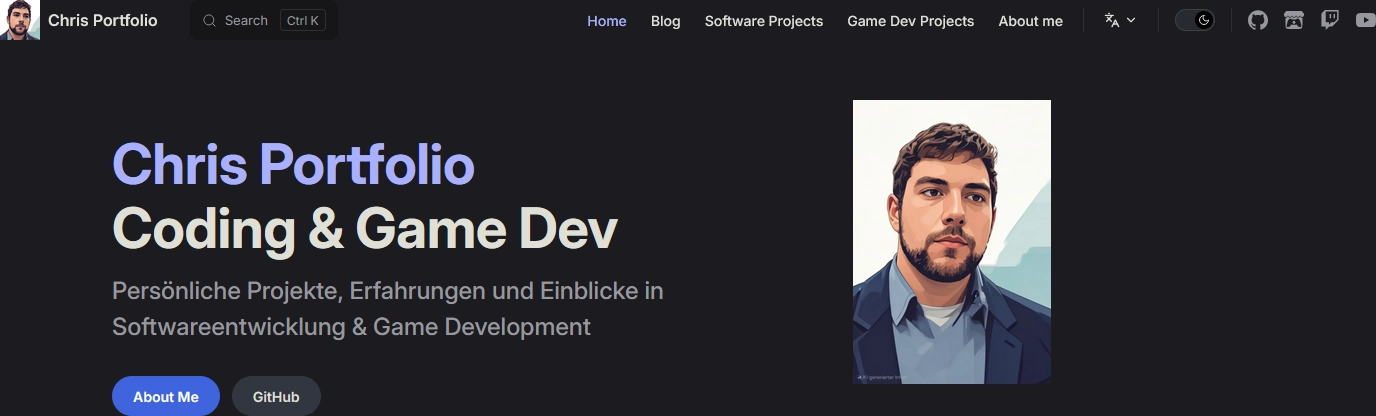 Chris Portfolio
Search Ctrl K
Home Blog Software Projects Game Dev Projects About me
Chris Portfolio
Coding & Game Dev
Persönliche Projekte, Erfahrungen und Einblicke in
Softwareentwicklung & Game Development
About Me GitHub